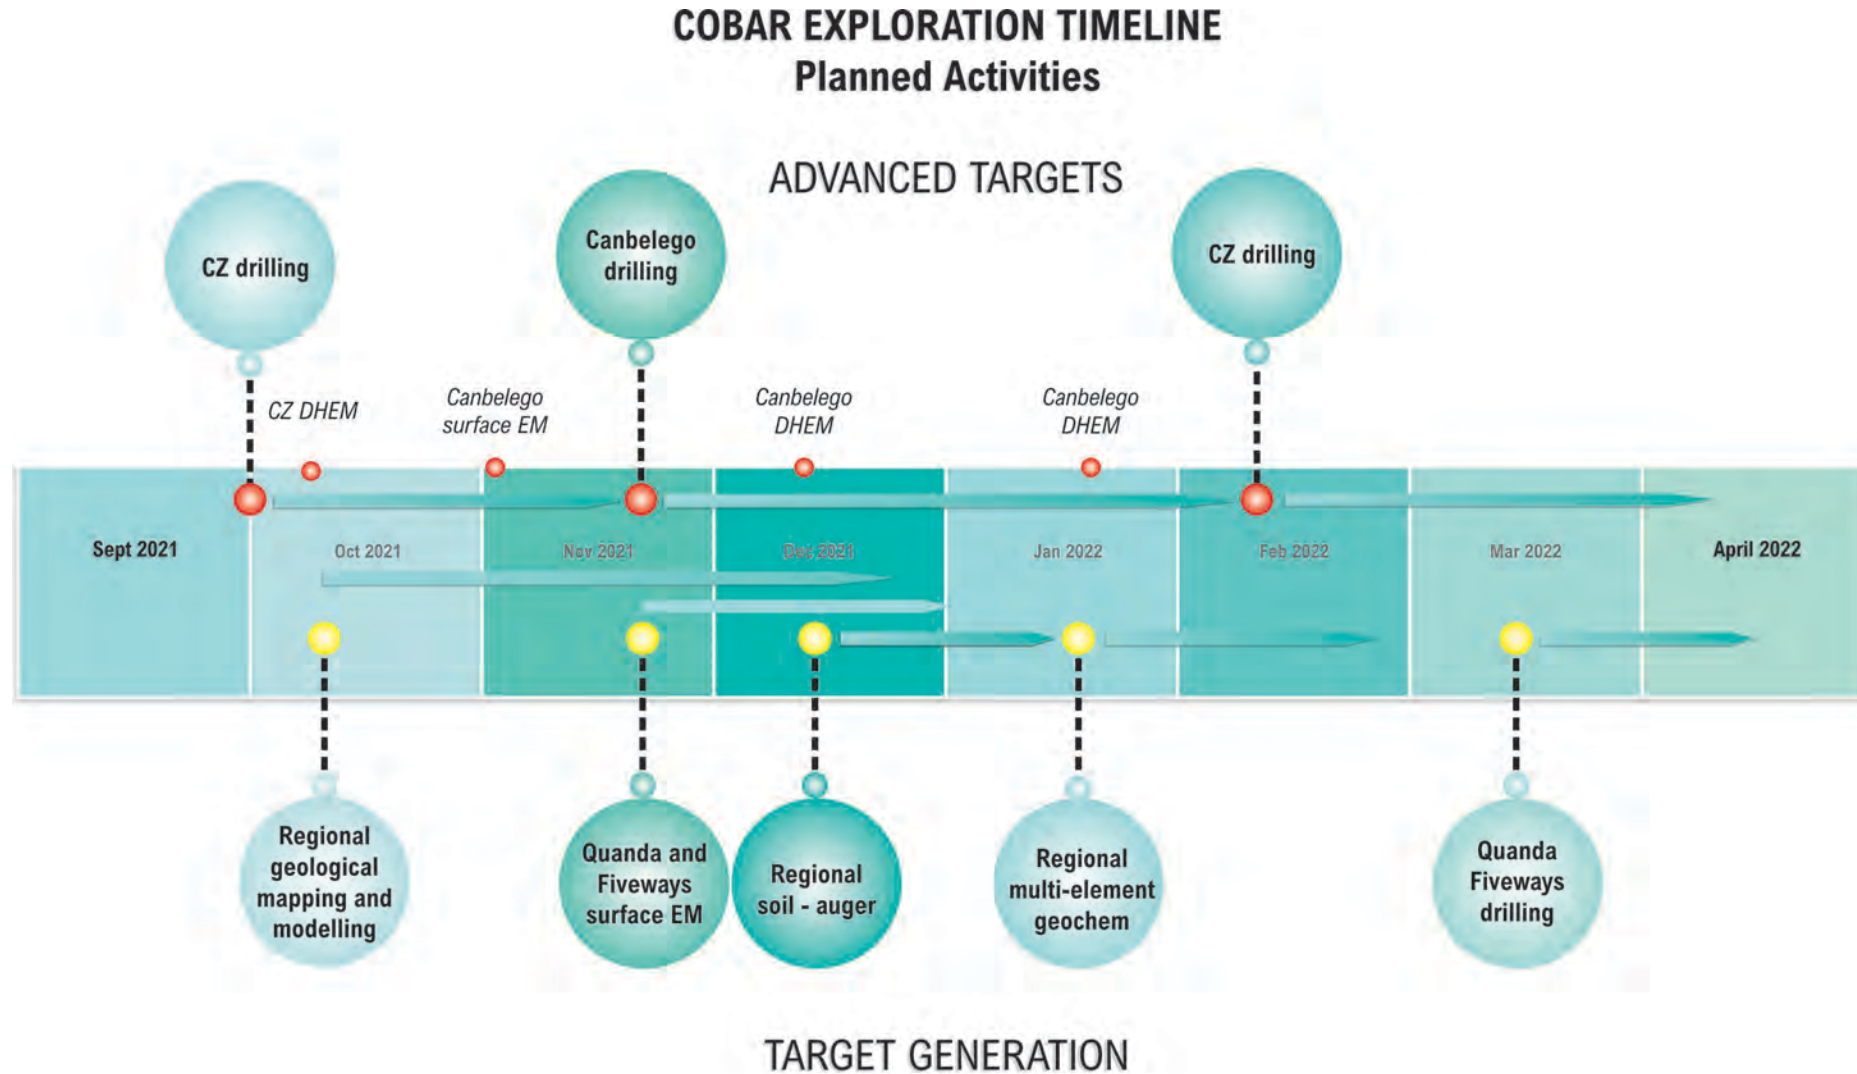 COBAR EXPLORATION TIMELINE
Planned Activities
ADVANCED TARGETS
CZ drilling
Canbelego
drilling
CZ drilling
CZ DHEM
Canbelego
surface EM
Canbelego
DHEM
Canbelego
DHEM
Sept 2021
Oct 2021
Nov 2021
Dec 2021
Jan 2022
Feb 2022
Mar 2022
April 2022
Regional
geological
mapping and
modelling
Quanda and
Fiveways
surface EM
Regional
soil - auger
Regional
multi-element
geochem
Quanda
Fiveways
drilling
TARGET GENERATION